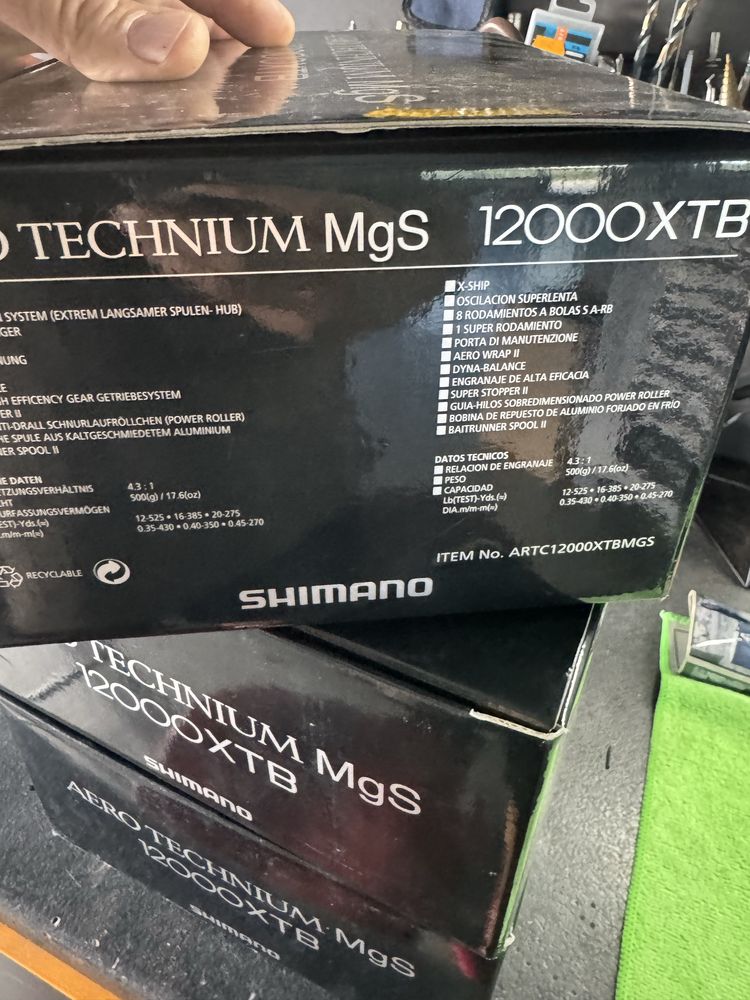 TECHNIUM MgS 12000XTB
SYSTEM (EXTREM LANGSAMER SPULEN- HUB)
H EFFICENCY GEAR GETRIEBESYSTEM
TI-DRALL SCHNURLAUFRÖLLCHEN (POWER ROLLER)
HE SPULE AUS KALTGESCHMIEDETEM ALUMINIUM
NER SPOOL II
HE DATEN
ETZUNGSVERHÄLTNIS 4.3 : 1
CHT 500(g) / 17.6(oz)
URFASSUNGSVERMÖGEN
TEST)-Yds.(≈) 12-525 • 16-385 • 20-275
.m/m-m(≈) 0.35-430 • 0.40-350 • 0.45-270
RECYCLABLE
X-SHIP
OSCILACION SUPERLENTA
8 RODAMIENTOS A BOLAS S A-RB
1 SUPER RODAMIENTO
PORTA DI MANUTENZIONE
AERO WRAP II
DYNA-BALANCE
ENGRANAJE DE ALTA EFICACIA
SUPER STOPPER II
GUIA-HILOS SOBREDIMENSIONADO POWER ROLLER
BOBINA DE REPUESTO DE ALUMINIO FORJADO EN FRÍO
BAITRUNNER SPOOL II
DATOS TECNICOS
RELACION DE ENGRANAJE 4.3 : 1
PESO 500(g) / 17.6(oz)
CAPACIDAD
Lb(TEST)-Yds.(≈) 12-525 • 16-385 • 20-275
DIA.m/m-m(≈) 0.35-430 • 0.40-350 • 0.45-270
ITEM No. ARTC12000XTBMGS
SHIMANO
TECHNIUM MgS
12000XTB
SHIMANO
AERO TECHNIUM MgS
12000XTB
SHIMANO